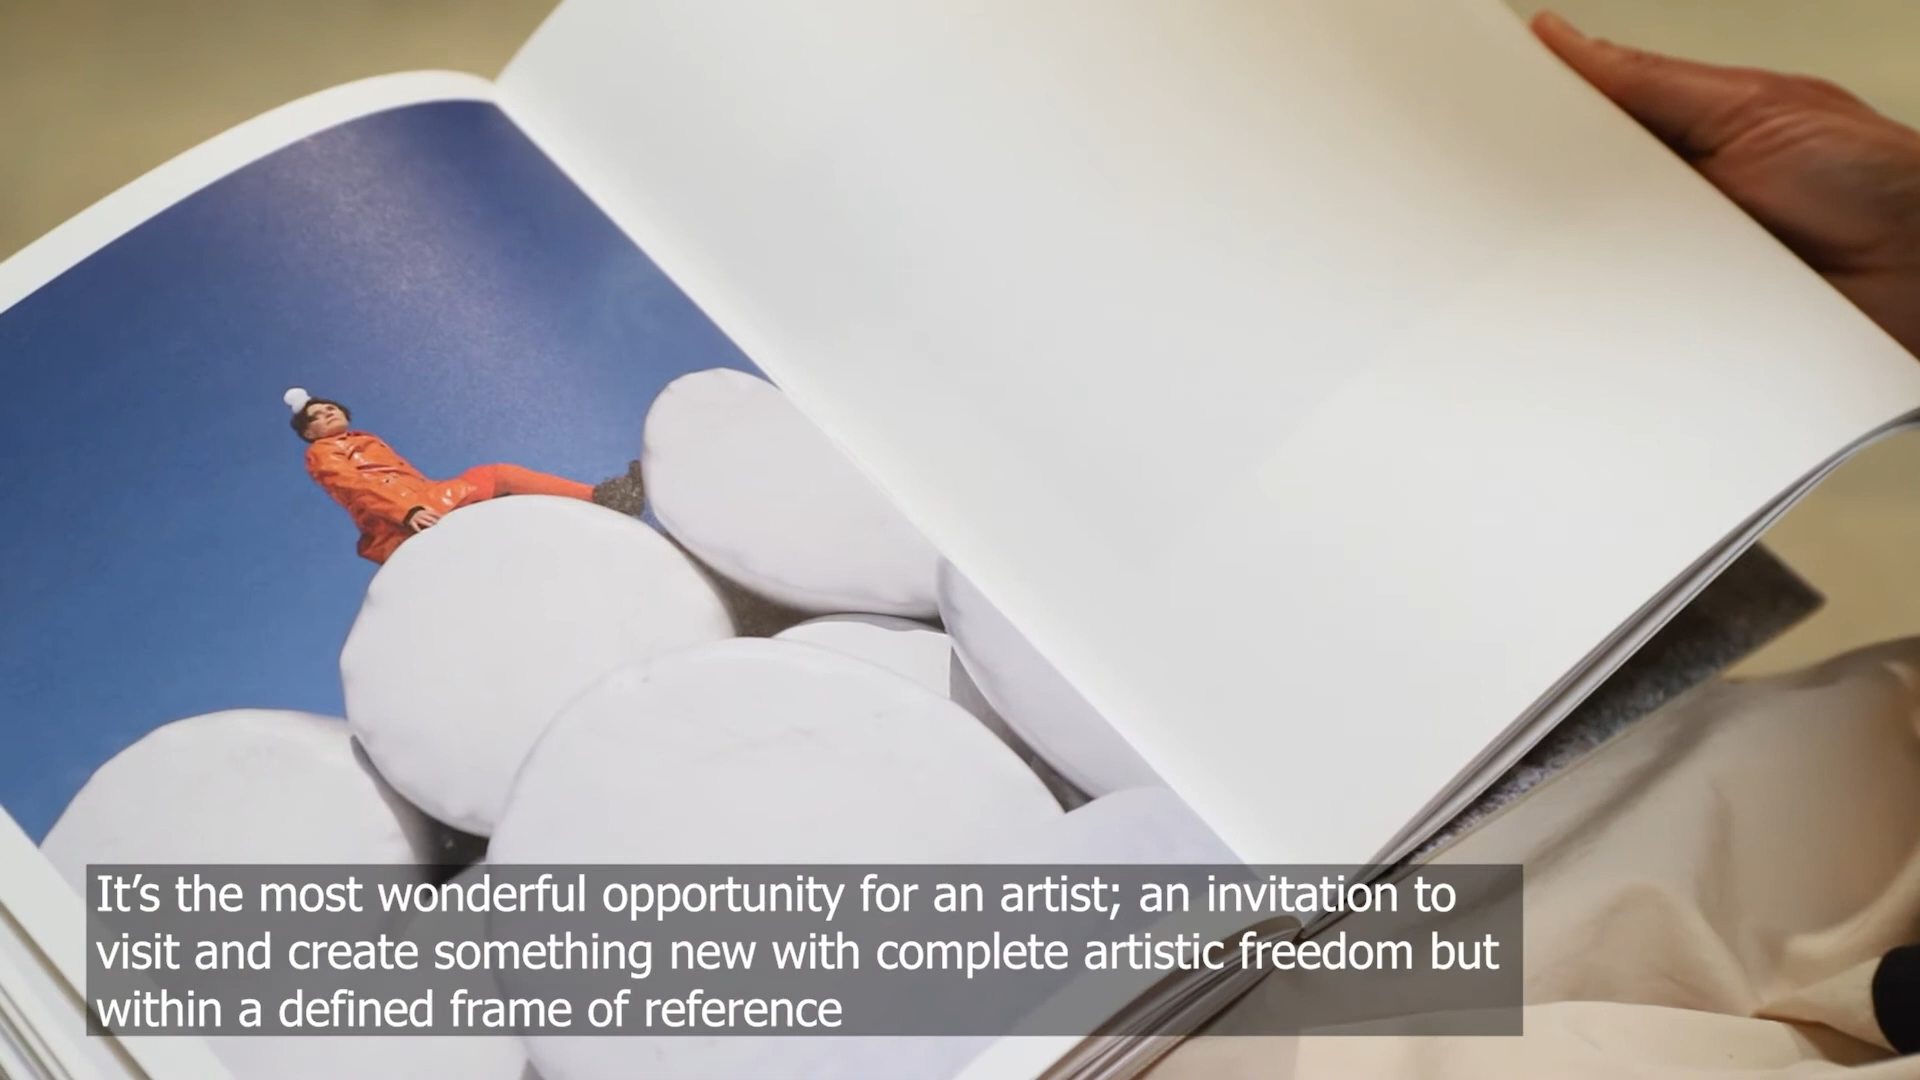 It’s the most wonderful opportunity for an artist; an invitation to
visit and create something new with complete artistic freedom but
within a defined frame of reference